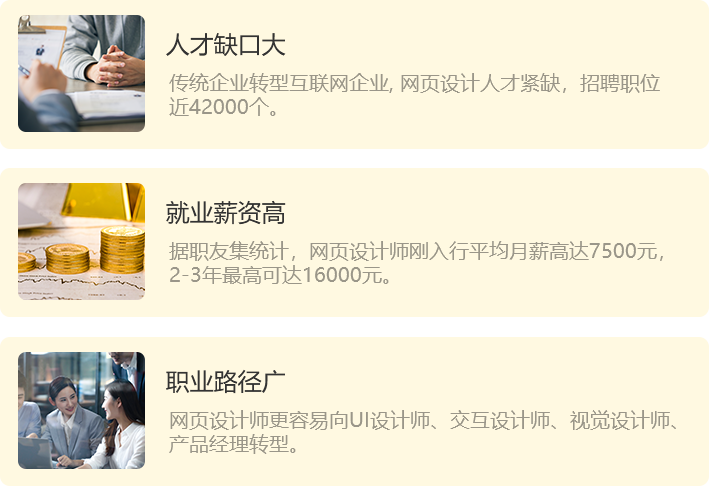 人才缺口大
传统企业转型互联网企业, 网页设计人才紧缺，招聘职位
近42000个。
就业薪资高
据职友集统计，网页设计师刚入行平均月薪高达7500元，
2-3年最高可达16000元。
职业路径广
网页设计师更容易向UI设计师、交互设计师、视觉设计师、
产品经理转型。